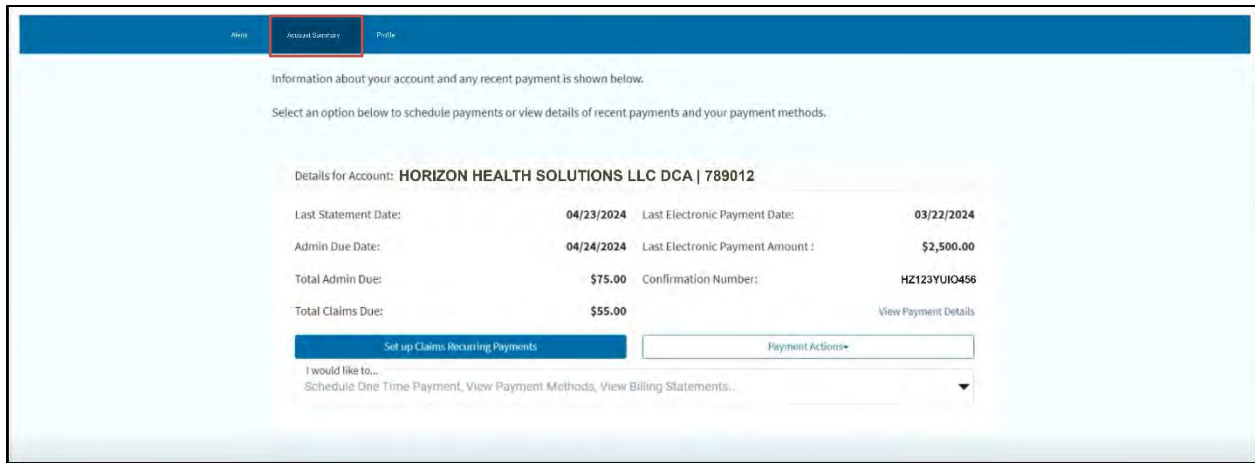 Alerts Account Summary Profile
Information about your account and any recent payment is shown below.
Select an option below to schedule payments or view details of recent payments and your payment methods.
Details for Account: HORIZON HEALTH SOLUTIONS LLC DCA | 789012
Last Statement Date: 04/23/2024 Last Electronic Payment Date: 03/22/2024
Admin Due Date: 04/24/2024 Last Electronic Payment Amount : $2,500.00
Total Admin Due: $75.00 Confirmation Number: HZ123YUIO456
Total Claims Due: $55.00 View Payment Details
Set up Claims Recurring Payments Payment Actions
I would like to...
Schedule One Time Payment, View Payment Methods, View Billing Statements...